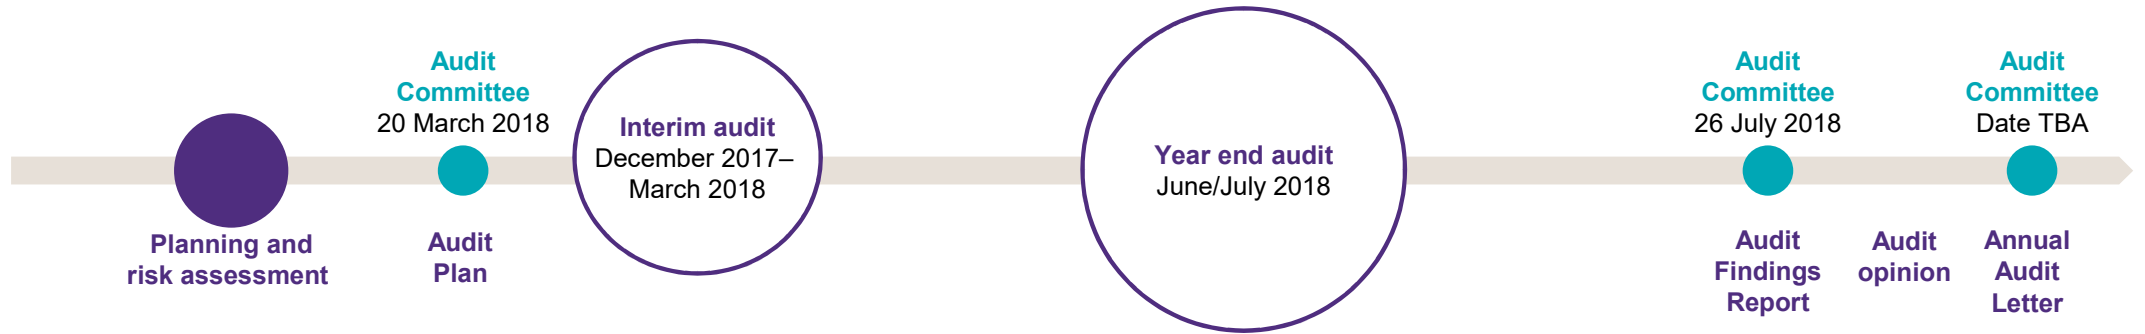 Planning and
risk assessment
Audit
Committee
20 March 2018
Audit
Plan
Interim audit
December 2017–
March 2018
Year end audit
June/July 2018
Audit
Committee
26 July 2018
Audit
Findings
Report
Audit
opinion
Audit
Committee
Date TBA
Annual
Audit
Letter